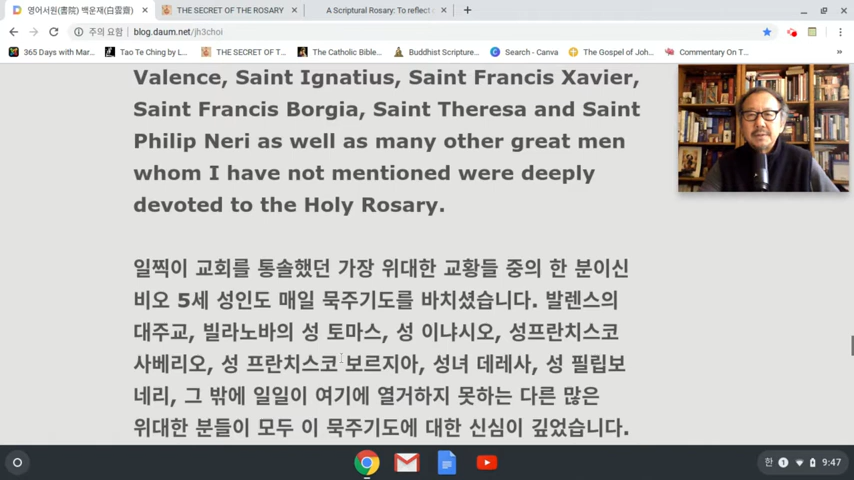 영어서원(書院) 백운재(白雲齋)
THE SECRET OF THE ROSARY
A Scriptural Rosary: To reflect
주의 요함
blog.daum.net/jh3choi
365 Days with Mar...
Tao Te Ching by L...
THE SECRET OF T...
The Catholic Bible...
Buddhist Scripture...
Search - Canva
The Gospel of Joh...
Commentary On T...
Valence, Saint Ignatius, Saint Francis Xavier,
Saint Francis Borgia, Saint Theresa and Saint
Philip Neri as well as many other great men
whom I have not mentioned were deeply
devoted to the Holy Rosary.
일찍이 교회를 통솔했던 가장 위대한 교황들 중의 한 분이신
비오 5세 성인도 매일 묵주기도를 바치셨습니다. 발렌스의
대주교, 빌라노바의 성 토마스, 성 이냐시오, 성프란치스코
사베리오, 성 프란치스코 보르지아, 성녀 데레사, 성 필립보
네리, 그 밖에 일일이 여기에 열거하지 못하는 다른 많은
위대한 분들이 모두 이 묵주기도에 대한 신심이 깊었습니다.
한
9:47